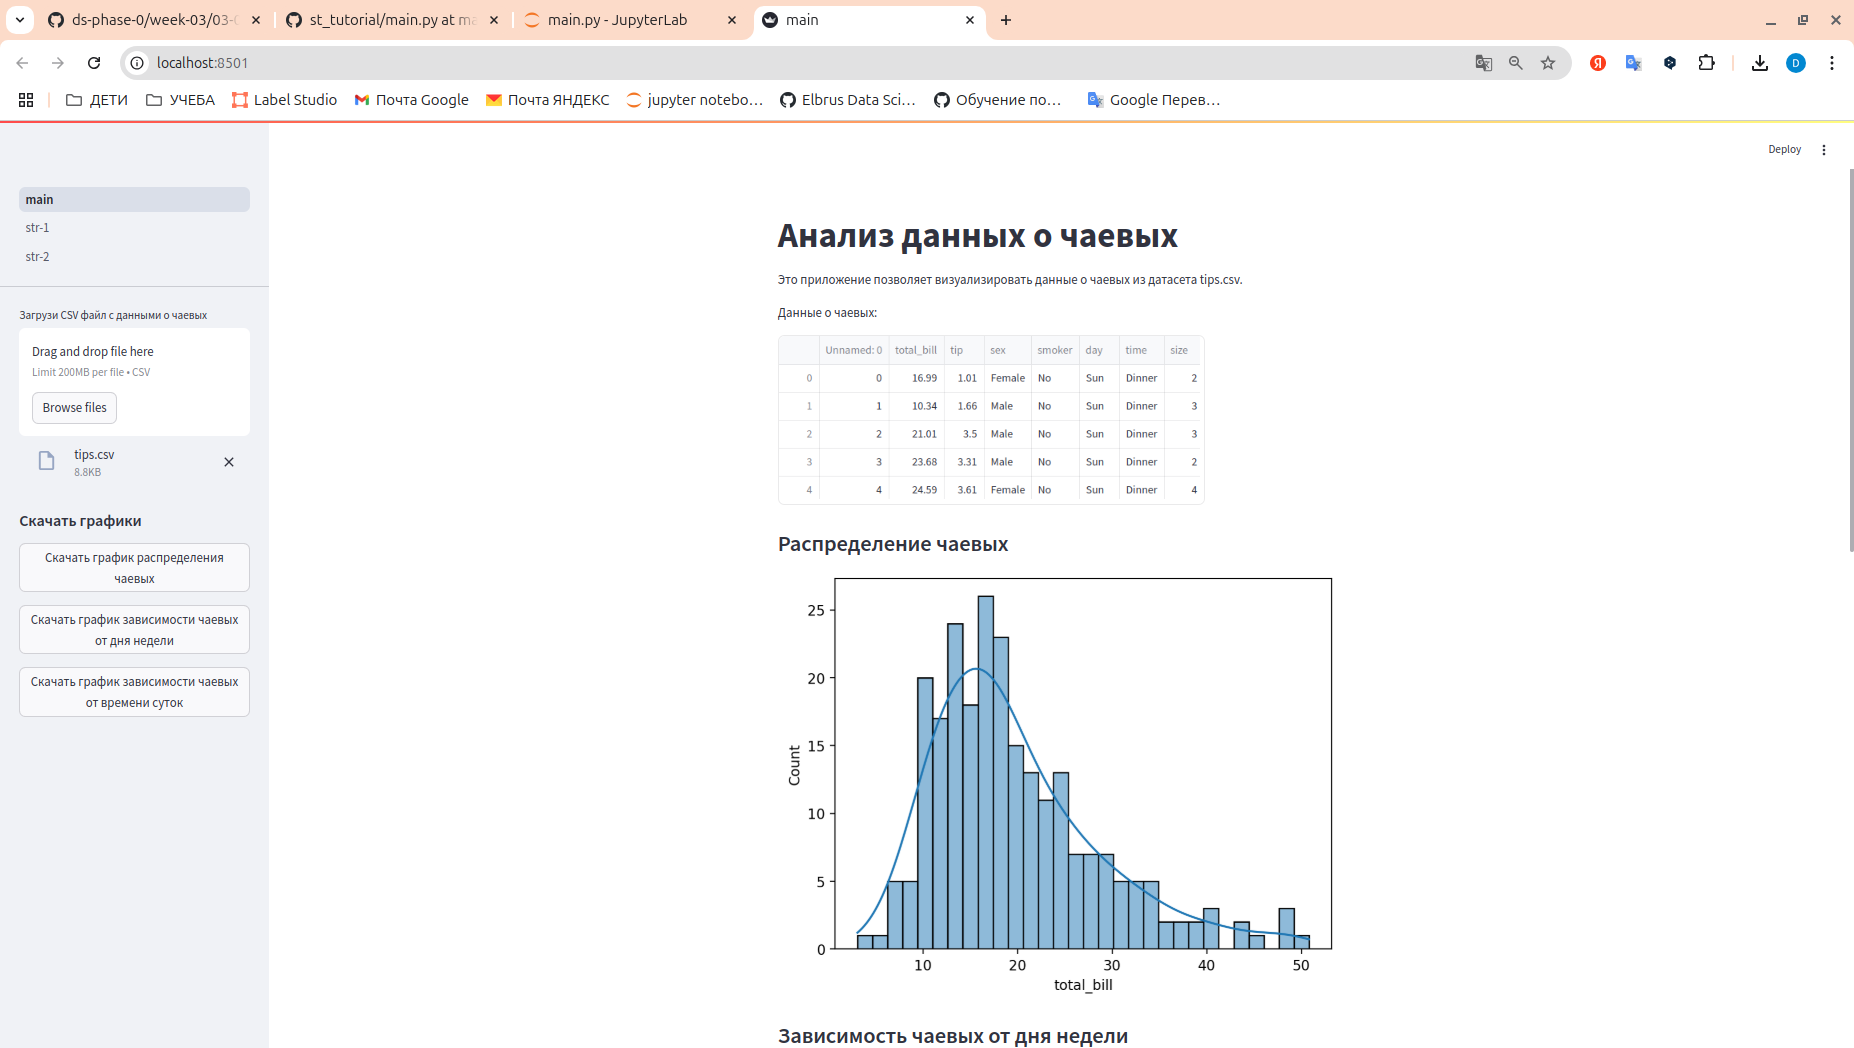 ds-phase-0/week-03/03-0
st_tutorial/main.py at ma
main.py - JupyterLab
main
localhost:8501
ДЕТИ
УЧЕБА
Label Studio
Почта Google
Почта ЯНДЕКС
jupyter notebo…
Elbrus Data Sci…
Обучение по…
Google Перев…
Deploy
main
str-1
str-2
Загрузи CSV файл с данными о чаевых
Drag and drop file here
Limit 200MB per file • CSV
Browse files
tips.csv
8.8KB
Скачать графики
Скачать график распределения
чаевых
Скачать график зависимости чаевых
от дня недели
Скачать график зависимости чаевых
от времени суток
Анализ данных о чаевых
Это приложение позволяет визуализировать данные о чаевых из датасета tips.csv.
Данные о чаевых:
Unnamed: 0 total_bill tip sex smoker day time size
0 0 16.99 1.01 Female No Sun Dinner 2
1 1 10.34 1.66 Male No Sun Dinner 3
2 2 21.01 3.5 Male No Sun Dinner 3
3 3 23.68 3.31 Male No Sun Dinner 2
4 4 24.59 3.61 Female No Sun Dinner 4
Распределение чаевых
25
20
15
10
5
0
Count
10 20 30 40 50
total_bill
Зависимость чаевых от дня недели